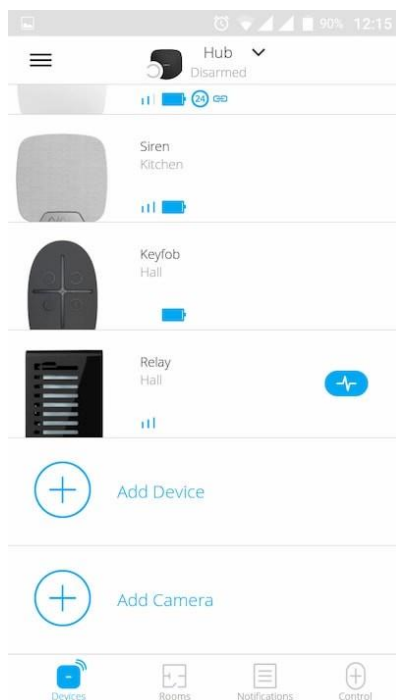 90% 12:15
Hub
Disarmed
24
Siren
Kitchen
Keyfob
Hall
Relay
Hall
Add Device
Add Camera
Devices Rooms Notifications Control